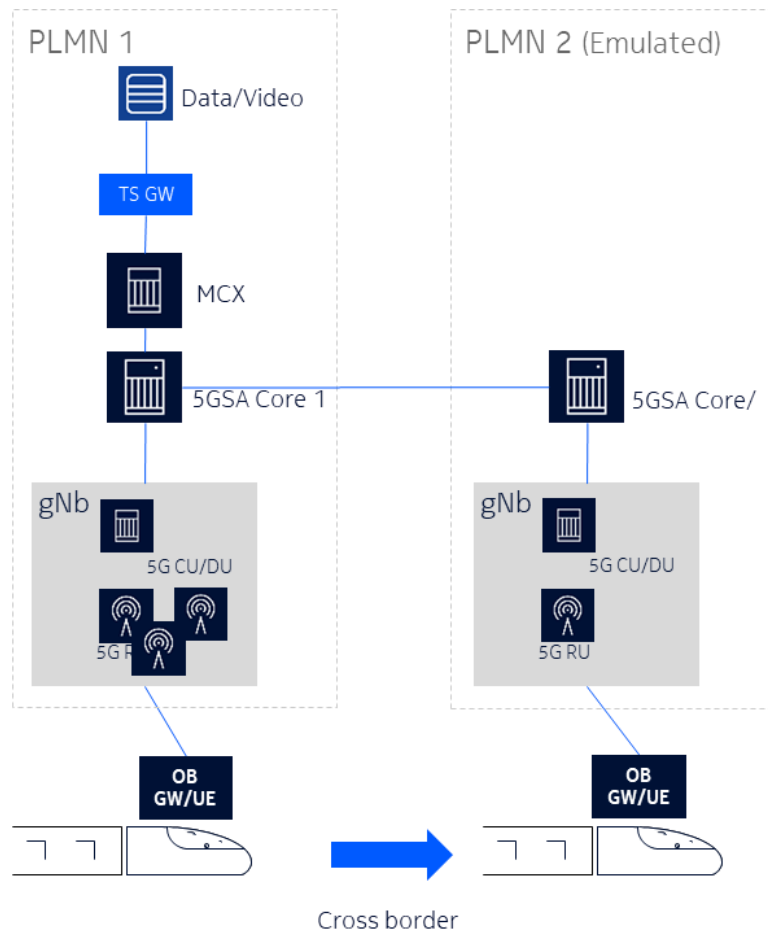 PLMN 1
PLMN 2 (Emulated)
Data/Video
TS GW
MCX
5GSA Core 1
5GSA Core/
gNb
gNb
5G CU/DU
5G CU/DU
5G R
5G RU
OB
GW/UE
OB
GW/UE
Cross border